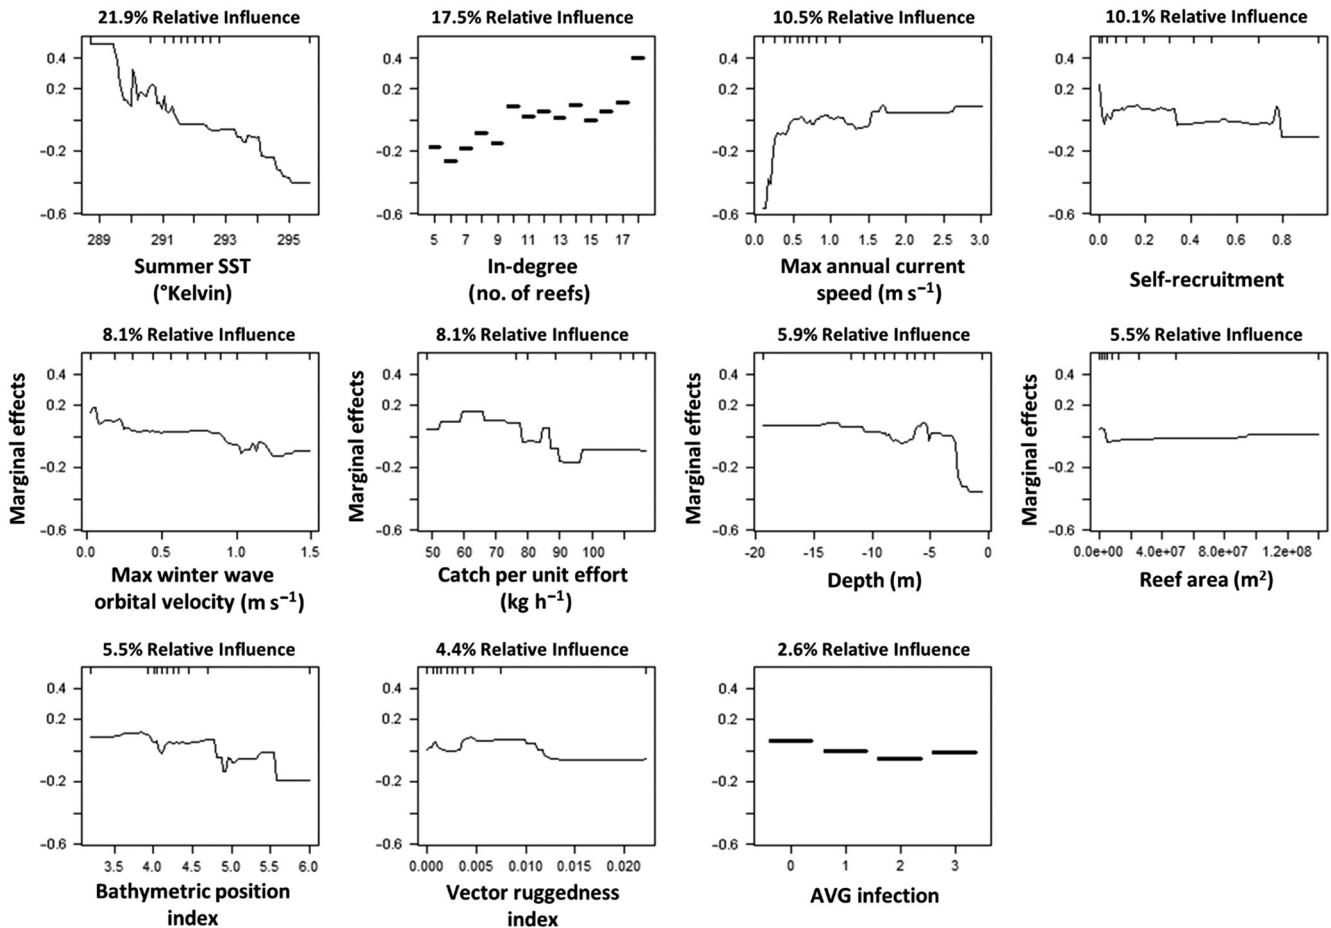 21.9% Relative Influence
17.5% Relative Influence
10.5% Relative Influence
10.1% Relative Influence
0.4
0.2
−0.2
−0.6
289 291 293 295
Summer SST
(°Kelvin)
0.4
0.2
−0.2
−0.6
5 7 9 11 13 15 17
In-degree
(no. of reefs)
0.4
0.2
−0.2
−0.6
0.0 0.5 1.0 1.5 2.0 2.5 3.0
Max annual current
speed (m s⁻¹)
0.4
0.2
−0.2
−0.6
0.0 0.2 0.4 0.6 0.8
Self-recruitment
8.1% Relative Influence
8.1% Relative Influence
5.9% Relative Influence
5.5% Relative Influence
Marginal effects
0.4
0.2
−0.2
−0.6
0.0 0.5 1.0 1.5
Max winter wave
orbital velocity (m s⁻¹)
Marginal effects
0.4
0.2
−0.2
−0.6
50 60 70 80 90 100
Catch per unit effort
(kg h⁻¹)
Marginal effects
0.4
0.2
−0.2
−0.6
−20 −15 −10 −5 0
Depth (m)
Marginal effects
0.4
0.2
−0.2
−0.6
0.0e+00 4.0e+07 8.0e+07 1.2e+08
Reef area (m²)
5.5% Relative Influence
4.4% Relative Influence
2.6% Relative Influence
0.4
0.2
−0.2
−0.6
3.5 4.0 4.5 5.0 5.5 6.0
Bathymetric position
index
0.4
0.2
−0.2
−0.6
0.000 0.005 0.010 0.015 0.020
Vector ruggedness
index
0.4
0.2
−0.2
−0.6
0 1 2 3
AVG infection